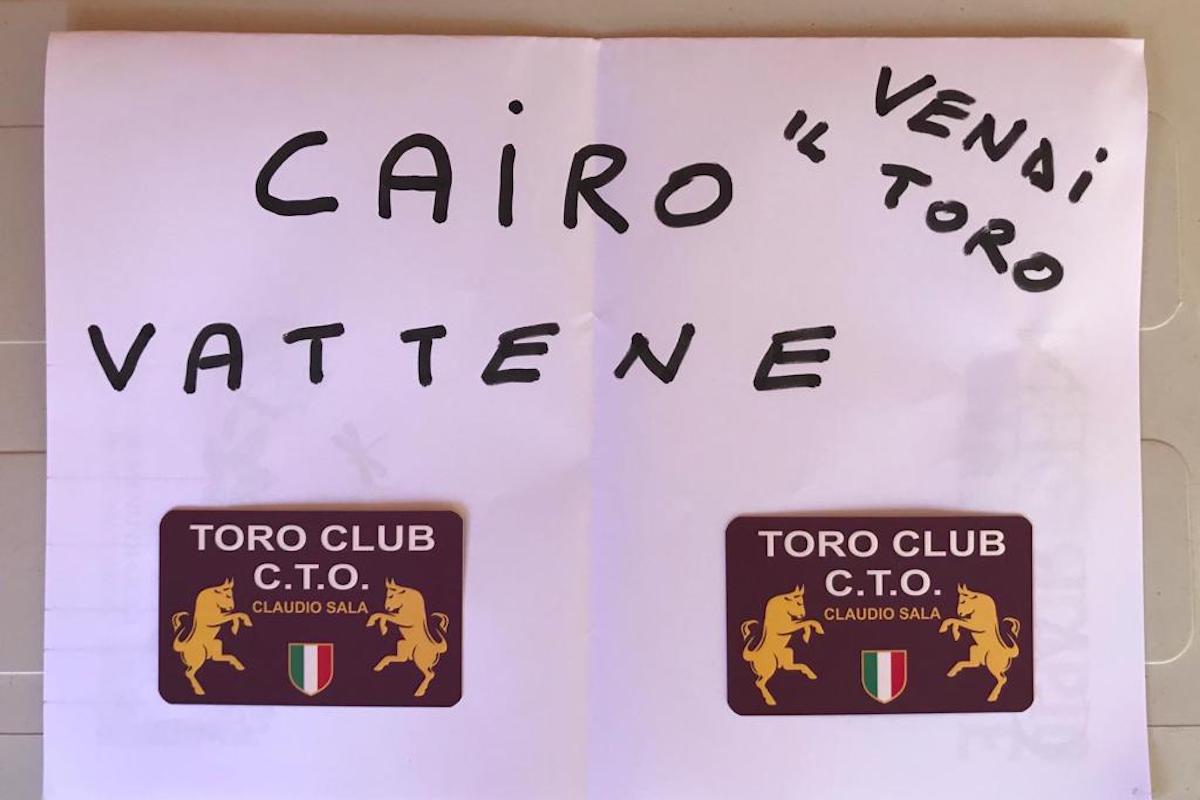 CAiRO
VATTENE
VENDi
IL TORO
TORO CLUB
C.T.O.
CLAUDIO SALA
TORO CLUB
C.T.O.
CLAUDIO SALA